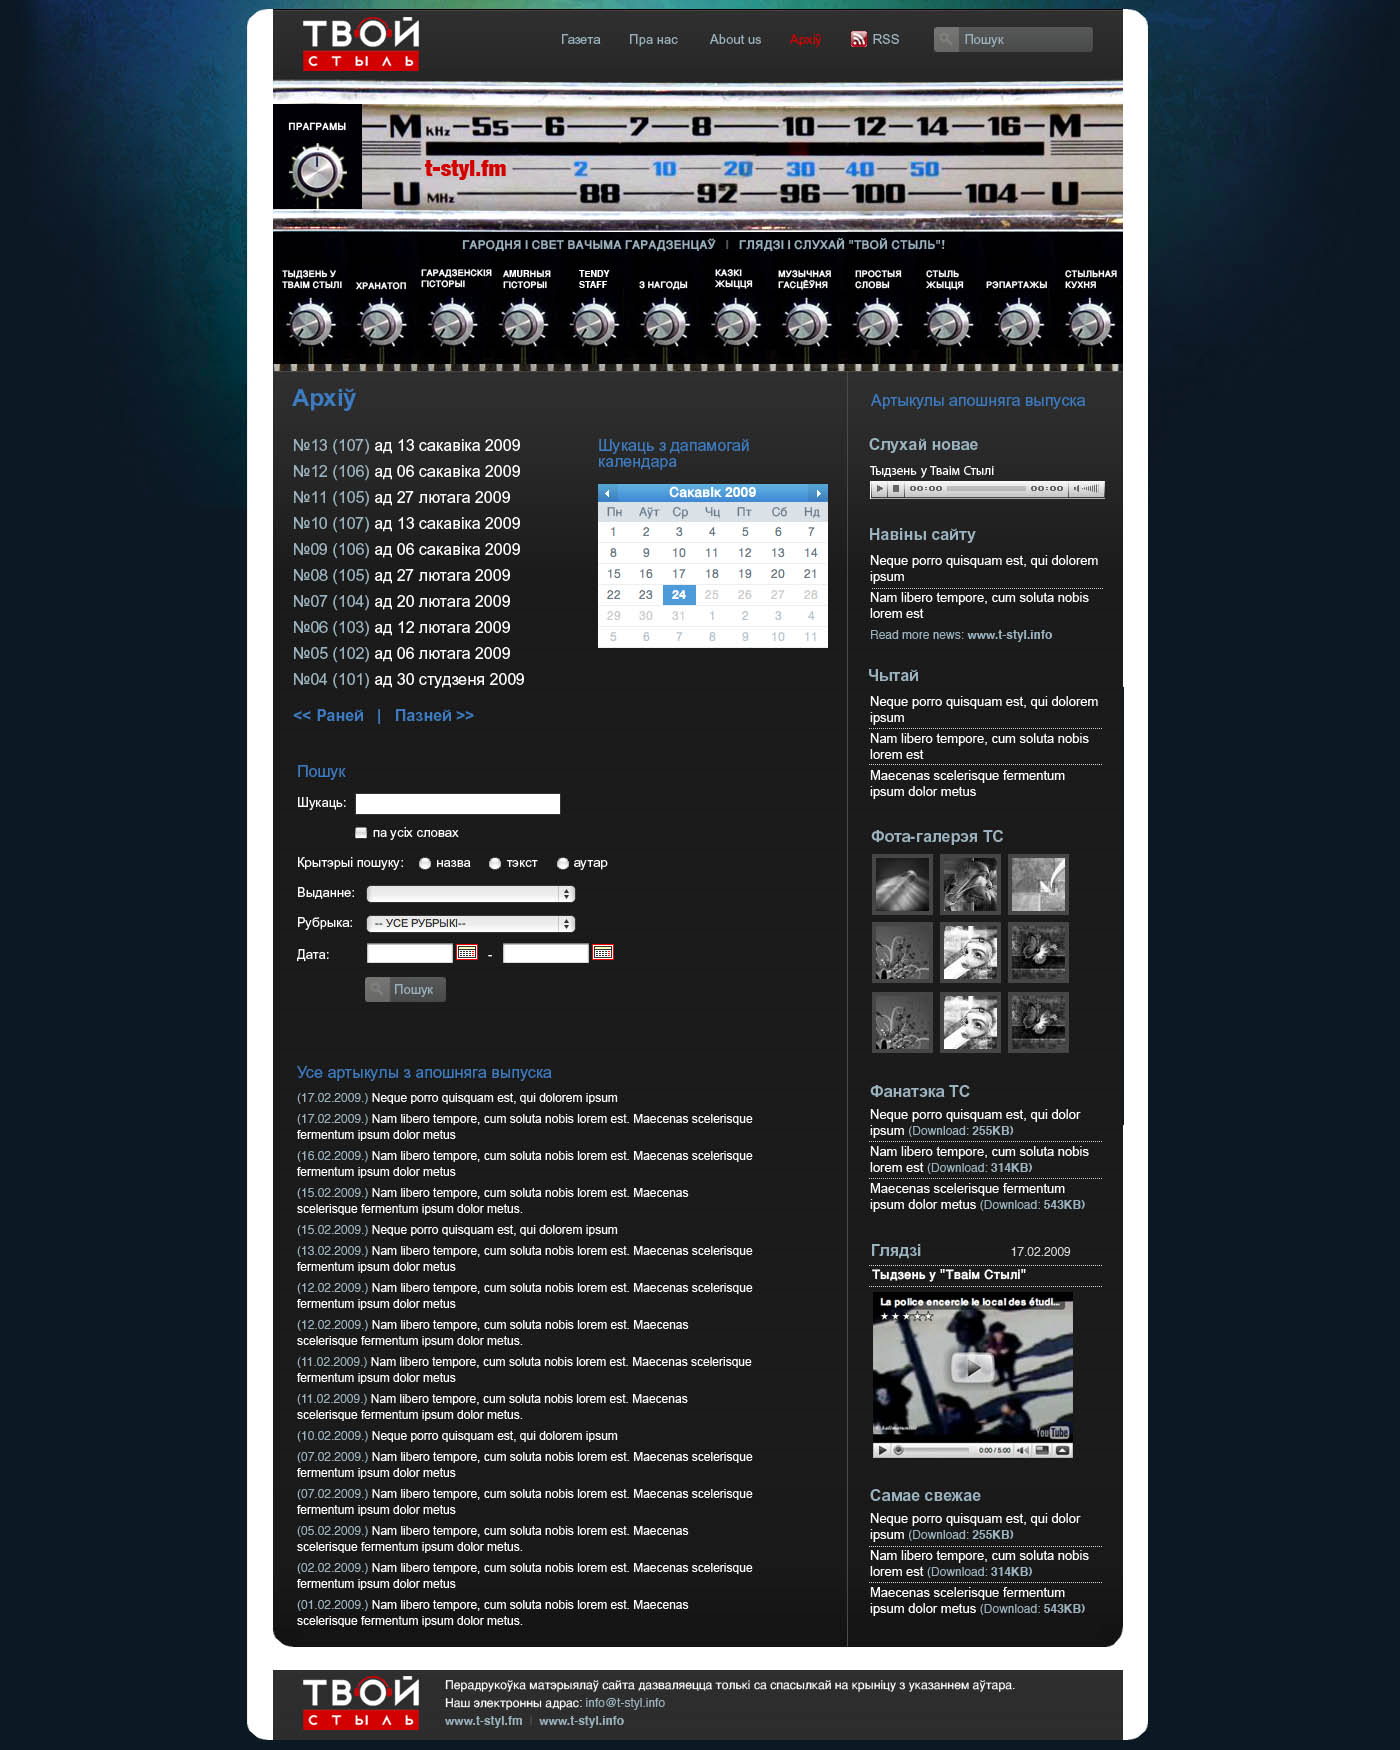 ТВОЙ
СТЫЛЬ
Газета
Пра нас
About us
Архіў
RSS
Пошук
ПРАГРАМЫ
M kHz 55 6 7 8 10 12 14 16 M
t-styl.fm 2 10 20 30 40 50
U MHz 88 92 96 100 104 U
ГАРОДНЯ І СВЕТ ВАЧЫМА ГАРАДЗЕНЦАЎ | ГЛЯДЗІ І СЛУХАЙ "ТВОЙ СТЫЛЬ"!
ТЫДЗЕНЬ У
ТВАІМ СТЫЛІ
ХРАНАТОП
ГАРАДЗЕНСКІЯ
ГІСТОРЫІ
AMURНЫЯ
ГІСТОРЫІ
TENDY
STAFF
З НАГОДЫ
КАЗКІ
ЖЫЦЦЯ
МУЗЫЧНАЯ
ГАСЦЁЎНЯ
ПРОСТЫЯ
СЛОВЫ
СТЫЛЬ
ЖЫЦЦЯ
РЭПАРТАЖЫ
СТЫЛЬНАЯ
КУХНЯ
Архіў
№13 (107) ад 13 сакавіка 2009
№12 (106) ад 06 сакавіка 2009
№11 (105) ад 27 лютага 2009
№10 (107) ад 13 сакавіка 2009
№09 (106) ад 06 сакавіка 2009
№08 (105) ад 27 лютага 2009
№07 (104) ад 20 лютага 2009
№06 (103) ад 12 лютага 2009
№05 (102) ад 06 лютага 2009
№04 (101) ад 30 студзеня 2009
<< Раней | Пазней >>
Шукаць з дапамогай
календара
Сакавік 2009
Пн Аўт Ср Чц Пт Сб Нд
1 2 3 4 5 6 7
8 9 10 11 12 13 14
15 16 17 18 19 20 21
22 23 24 25 26 27 28
29 30 31 1 2 3 4
5 6 7 8 9 10 11
Пошук
Шукаць:
па усіх словах
Крытэрыі пошуку: назва тэкст аутар
Выданне:
Рубрыка: -- УСЕ РУБРЫКІ--
Дата: -
Пошук
Усе артыкулы з апошняга выпуска
(17.02.2009.) Neque porro quisquam est, qui dolorem ipsum
(17.02.2009.) Nam libero tempore, cum soluta nobis lorem est. Maecenas scelerisque
fermentum ipsum dolor metus
(16.02.2009.) Nam libero tempore, cum soluta nobis lorem est. Maecenas scelerisque
fermentum ipsum dolor metus
(15.02.2009.) Nam libero tempore, cum soluta nobis lorem est. Maecenas
scelerisque fermentum ipsum dolor metus.
(15.02.2009.) Neque porro quisquam est, qui dolorem ipsum
(13.02.2009.) Nam libero tempore, cum soluta nobis lorem est. Maecenas scelerisque
fermentum ipsum dolor metus
(12.02.2009.) Nam libero tempore, cum soluta nobis lorem est. Maecenas scelerisque
fermentum ipsum dolor metus
(12.02.2009.) Nam libero tempore, cum soluta nobis lorem est. Maecenas
scelerisque fermentum ipsum dolor metus.
(11.02.2009.) Nam libero tempore, cum soluta nobis lorem est. Maecenas scelerisque
fermentum ipsum dolor metus
(11.02.2009.) Nam libero tempore, cum soluta nobis lorem est. Maecenas
scelerisque fermentum ipsum dolor metus.
(10.02.2009.) Neque porro quisquam est, qui dolorem ipsum
(07.02.2009.) Nam libero tempore, cum soluta nobis lorem est. Maecenas scelerisque
fermentum ipsum dolor metus
(07.02.2009.) Nam libero tempore, cum soluta nobis lorem est. Maecenas scelerisque
fermentum ipsum dolor metus
(05.02.2009.) Nam libero tempore, cum soluta nobis lorem est. Maecenas
scelerisque fermentum ipsum dolor metus.
(02.02.2009.) Nam libero tempore, cum soluta nobis lorem est. Maecenas scelerisque
fermentum ipsum dolor metus
(01.02.2009.) Nam libero tempore, cum soluta nobis lorem est. Maecenas
scelerisque fermentum ipsum dolor metus.
Артыкулы апошняга выпуска
Слухай новае
Тыдзень у Тваім Стылі
00:00 00:00
Навіны сайту
Neque porro quisquam est, qui dolorem
ipsum
Nam libero tempore, cum soluta nobis
lorem est
Read more news: www.t-styl.info
Чытай
Neque porro quisquam est, qui dolorem
ipsum
Nam libero tempore, cum soluta nobis
lorem est
Maecenas scelerisque fermentum
ipsum dolor metus
Фота-галерэя ТС
Фанатэка ТС
Neque porro quisquam est, qui dolor
ipsum (Download: 255KB)
Nam libero tempore, cum soluta nobis
lorem est (Download: 314KB)
Maecenas scelerisque fermentum
ipsum dolor metus (Download: 543KB)
Глядзі 17.02.2009
Тыдзень у "Тваім Стылі"
La police encercle le local des étudi...
YouTube
0:00 / 5:00
Самае свежае
Neque porro quisquam est, qui dolor
ipsum (Download: 255KB)
Nam libero tempore, cum soluta nobis
lorem est (Download: 314KB)
Maecenas scelerisque fermentum
ipsum dolor metus (Download: 543KB)
ТВОЙ
СТЫЛЬ
Перадрукоўка матэрыялаў сайта дазваляецца толькі са спасылкай на крыніцу з указаннем аўтара.
Наш электронны адрас: info@t-styl.info
www.t-styl.fm | www.t-styl.info